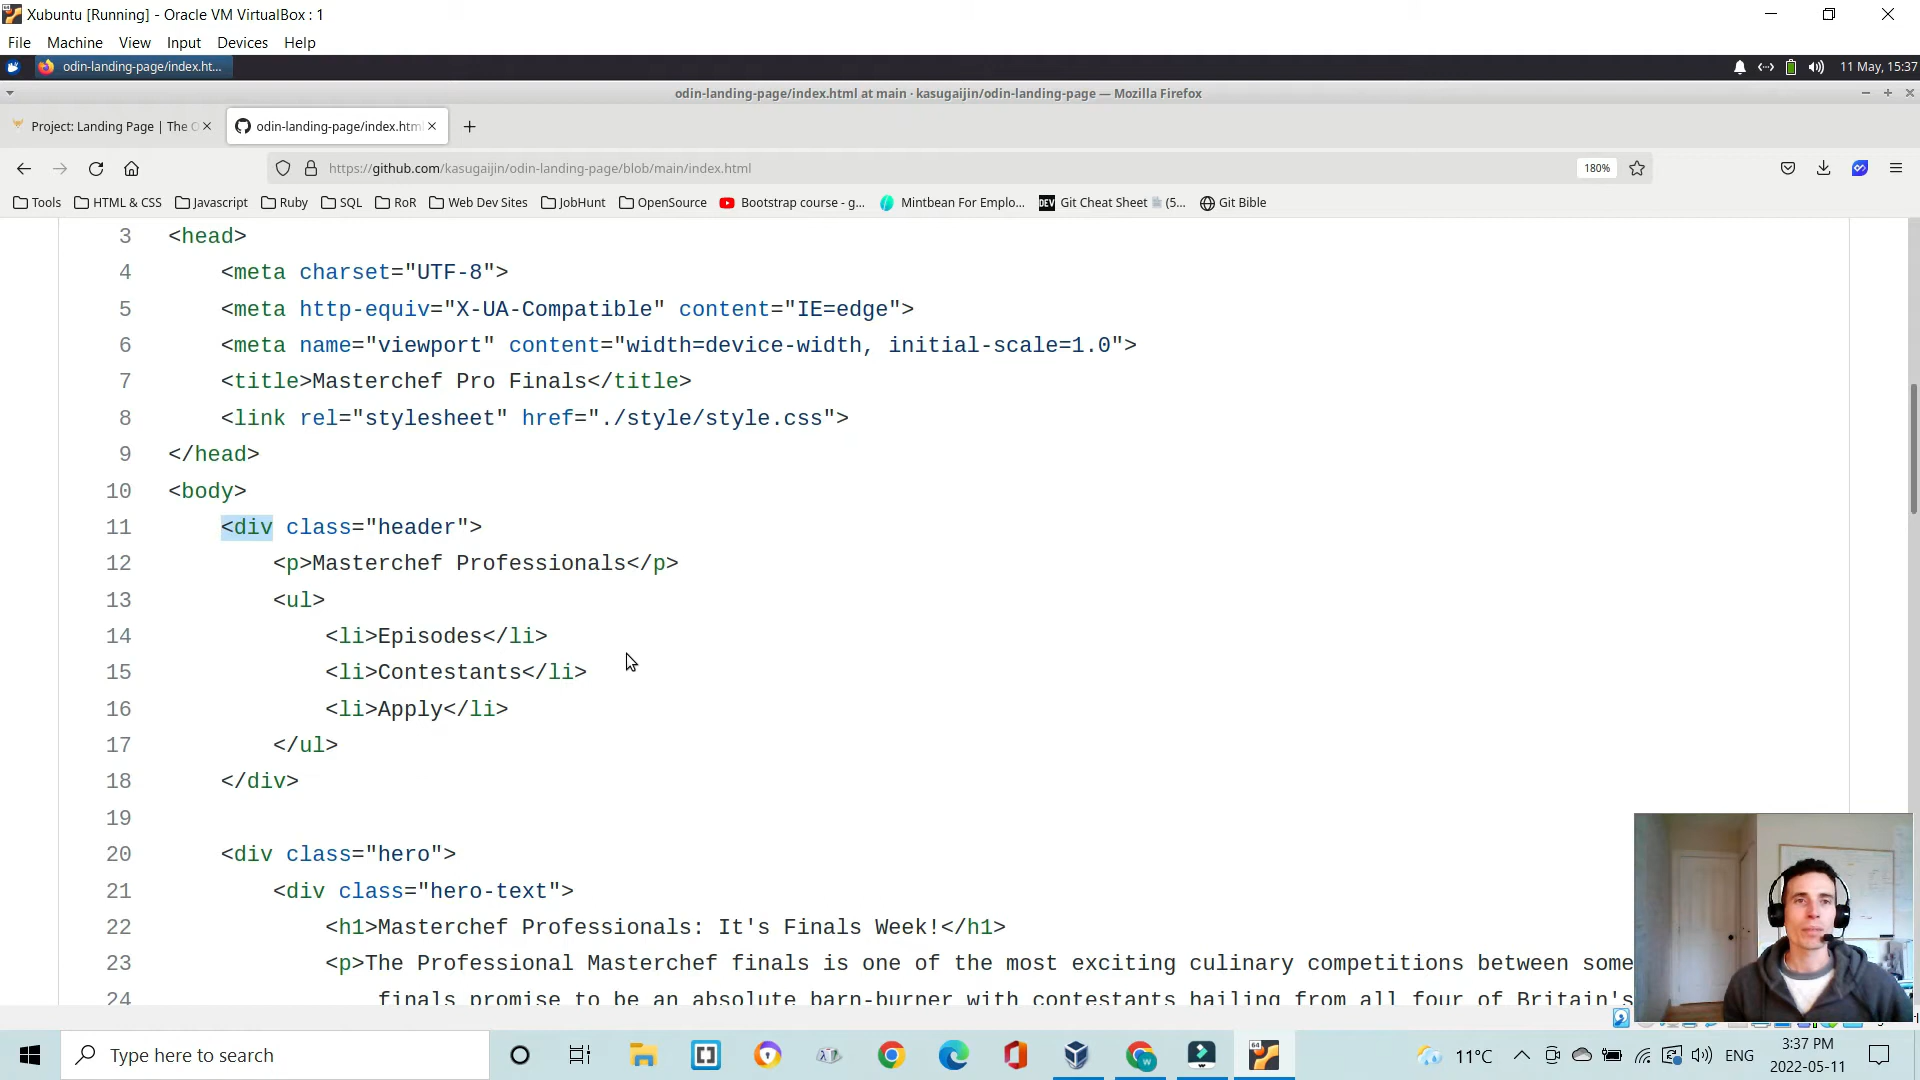 Xubuntu [Running] - Oracle VM VirtualBox : 1
File Machine View Input Devices Help
odin-landing-page/index.ht... 11 May, 15:37
odin-landing-page/index.html at main · kasugaijin/odin-landing-page — Mozilla Firefox
Project: Landing Page | The O odin-landing-page/index.html
https://github.com/kasugaijin/odin-landing-page/blob/main/index.html 180%
Tools HTML & CSS Javascript Ruby SQL RoR Web Dev Sites JobHunt OpenSource Bootstrap course - g... Mintbean For Emplo... DEV Git Cheat Sheet (5... Git Bible
3 <head>
4 <meta charset="UTF-8">
5 <meta http-equiv="X-UA-Compatible" content="IE=edge">
6 <meta name="viewport" content="width=device-width, initial-scale=1.0">
7 <title>Masterchef Pro Finals</title>
8 <link rel="stylesheet" href="./style/style.css">
9 </head>
10 <body>
11 <div class="header">
12 <p>Masterchef Professionals</p>
13 <ul>
14 <li>Episodes</li>
15 <li>Contestants</li>
16 <li>Apply</li>
17 </ul>
18 </div>
19
20 <div class="hero">
21 <div class="hero-text">
22 <h1>Masterchef Professionals: It's Finals Week!</h1>
23 <p>The Professional Masterchef finals is one of the most exciting culinary competitions between some
24 finals promise to be an absolute barn-burner with contestants hailing from all four of Britain's
Type here to search 11°C ENG 3:37 PM
2022-05-11